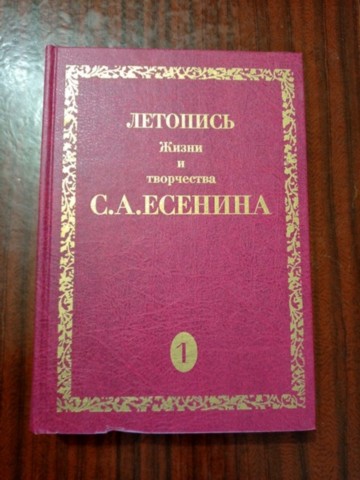 ЛЕТОПИСЬ
Жизни
и
творчества
С.А.ЕСЕНИНА
1